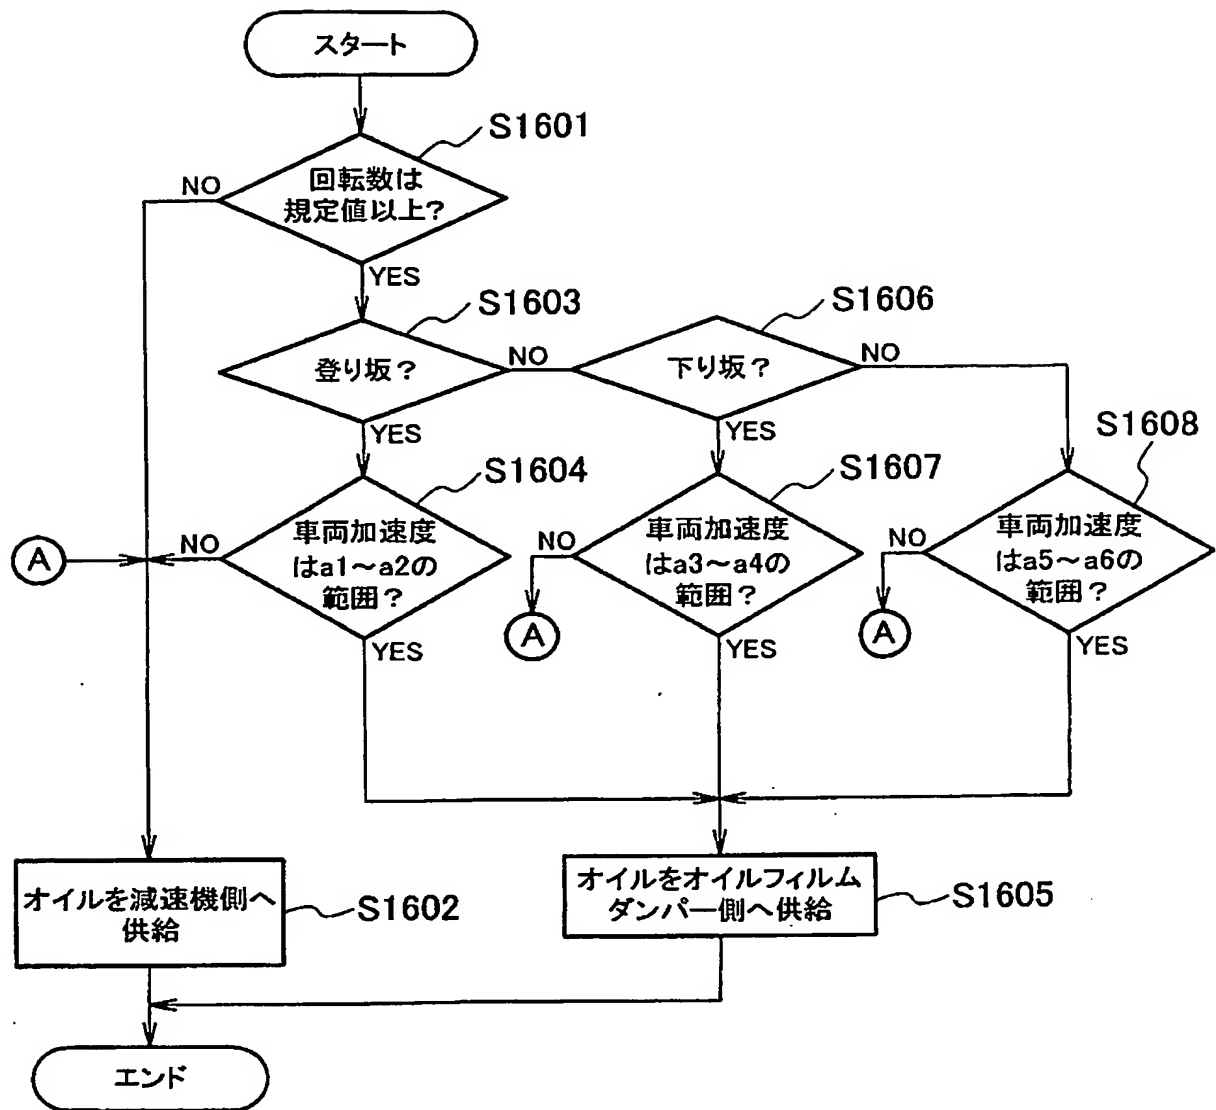 スタート
S1601
NO
回転数は
規定値以上?
YES
S1603
S1606
登り坂?
NO
下り坂?
NO
YES
YES
S1608
S1604
S1607
A
NO
車両加速度
はa1~a2の
範囲?
NO
車両加速度
はa3~a4の
範囲?
NO
車両加速度
はa5~a6の
範囲?
A
A
YES
YES
YES
オイルを減速機側へ
供給
S1602
オイルをオイルフィルム
ダンパー側へ供給
S1605
エンド